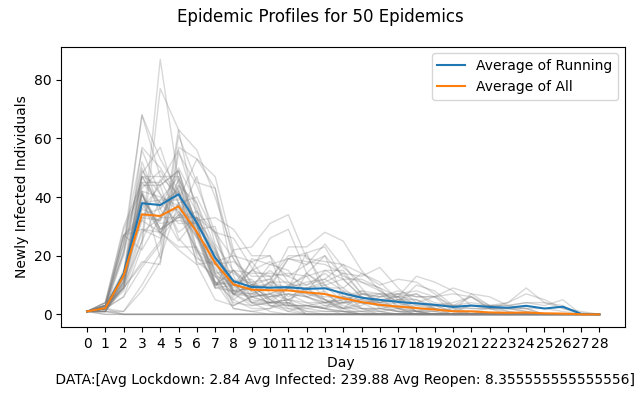 Epidemic Profiles for 50 Epidemics
Average of Running
Average of All
80
60
40
20
0
Newly Infected Individuals
0 1 2 3 4 5 6 7 8 9 10 11 12 13 14 15 16 17 18 19 20 21 22 23 24 25 26 27 28
Day
DATA:[Avg Lockdown: 2.84 Avg Infected: 239.88 Avg Reopen: 8.355555555555556]